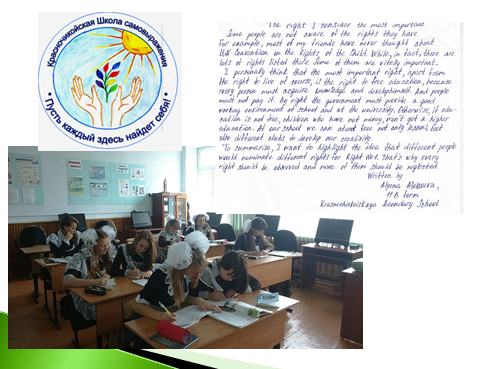 Красночикойская Школа самовыражения
• Пусть каждый здесь найдет себя! •
The right I consider the most important
Some people are not aware of the rights they have.
For example, most of my friends have never thought about
UN Convention on the Rights of the Child. While, in fact, there are
lots of rights listed there. Some of them are vitally important.
I personally think that the most important right, apart from
the right to live of course, is the right to free education, because
every person must acquire knowledge and development. And people
must not pay it. By right the government must provide a good
working environment at school and at the university. Otherwise, if edu-
cation is not free, children who have not money, won't get a higher
education. At our school we can attend free not only lessons but
also different clubs to develop our creativity.
To summarise, I want to highlight the idea that different people
would nominate different rights for Right №1. That's why every
right should be observed and none of them should be neglected.
Written by
Alyona
11 B form
Secondary School